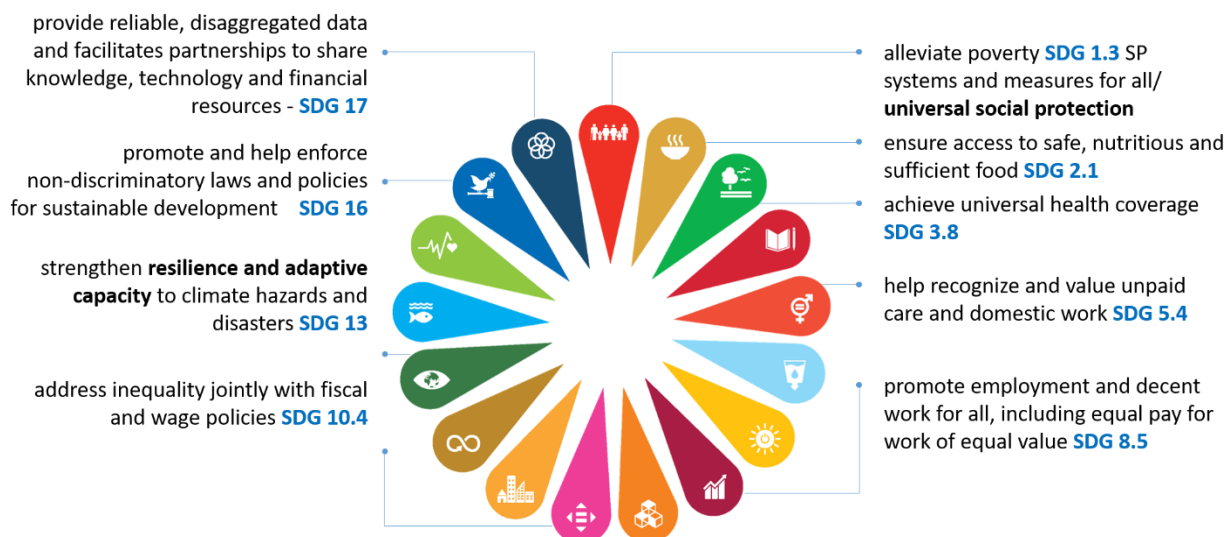 provide reliable, disaggregated data
and facilitates partnerships to share
knowledge, technology and financial
resources - SDG 17
promote and help enforce
non-discriminatory laws and policies
for sustainable development SDG 16
strengthen resilience and adaptive
capacity to climate hazards and
disasters SDG 13
address inequality jointly with fiscal
and wage policies SDG 10.4
alleviate poverty SDG 1.3 SP
systems and measures for all/
universal social protection
ensure access to safe, nutritious and
sufficient food SDG 2.1
achieve universal health coverage
SDG 3.8
help recognize and value unpaid
care and domestic work SDG 5.4
promote employment and decent
work for all, including equal pay for
work of equal value SDG 8.5